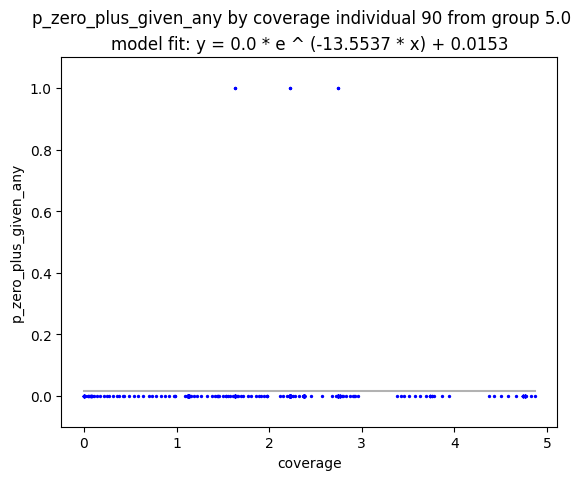 p_zero_plus_given_any by coverage individual 90 from group 5.0
model fit: y = 0.0 * e ^ (-13.5537 * x) + 0.0153
1.0
0.8
0.6
0.4
0.2
0.0
p_zero_plus_given_any
0 1 2 3 4 5
coverage